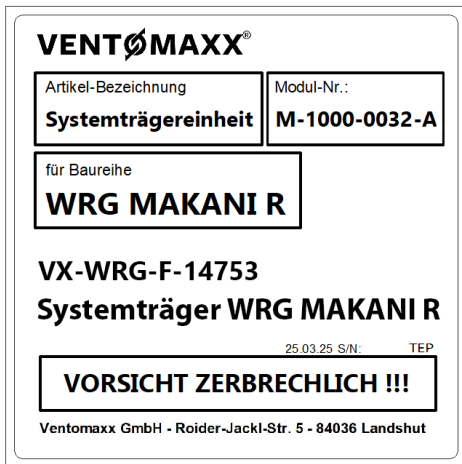 VENTOMAXX®
Artikel-Bezeichnung
Systemträgereinheit
Modul-Nr.:
M-1000-0032-A
für Baureihe
WRG MAKANI R
VX-WRG-F-14753
Systemträger WRG MAKANI R
25.03.25 S/N: TEP
VORSICHT ZERBRECHLICH !!!
Ventomaxx GmbH - Roider-Jackl-Str. 5 - 84036 Landshut